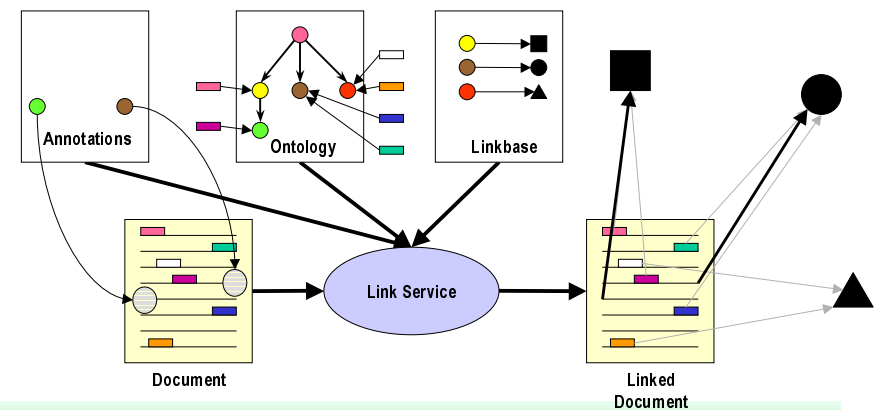 Annotations
Ontology
Linkbase
Link Service
Document
Linked
Document